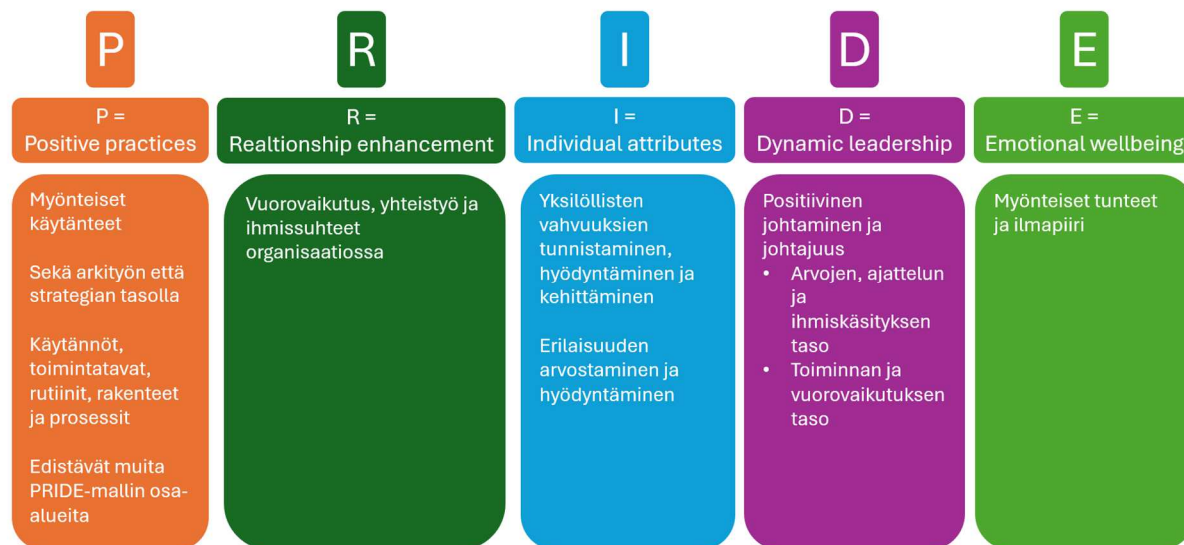 P
R
I
D
E
P =
Positive practices
R =
Realtionship enhancement
I =
Individual attributes
D =
Dynamic leadership
E =
Emotional wellbeing
Myönteiset
käytänteet
Sekä arkityön että
strategian tasolla
Käytännöt,
toimintatavat,
rutiinit, rakenteet
ja prosessit
Edistävät muita
PRIDE-mallin osa-
alueita
Vuorovaikutus, yhteistyö ja
ihmissuhteet
organisaatiossa
Yksilöllisten
vahvuuksien
tunnistaminen,
hyödyntäminen ja
kehittäminen
Erilaisuuden
arvostaminen ja
hyödyntäminen
Positiivinen
johtaminen ja
johtajuus
• Arvojen, ajattelun
ja
ihmiskäsityksen
taso
• Toiminnan ja
vuorovaikutuksen
taso
Myönteiset tunteet
ja ilmapiiri